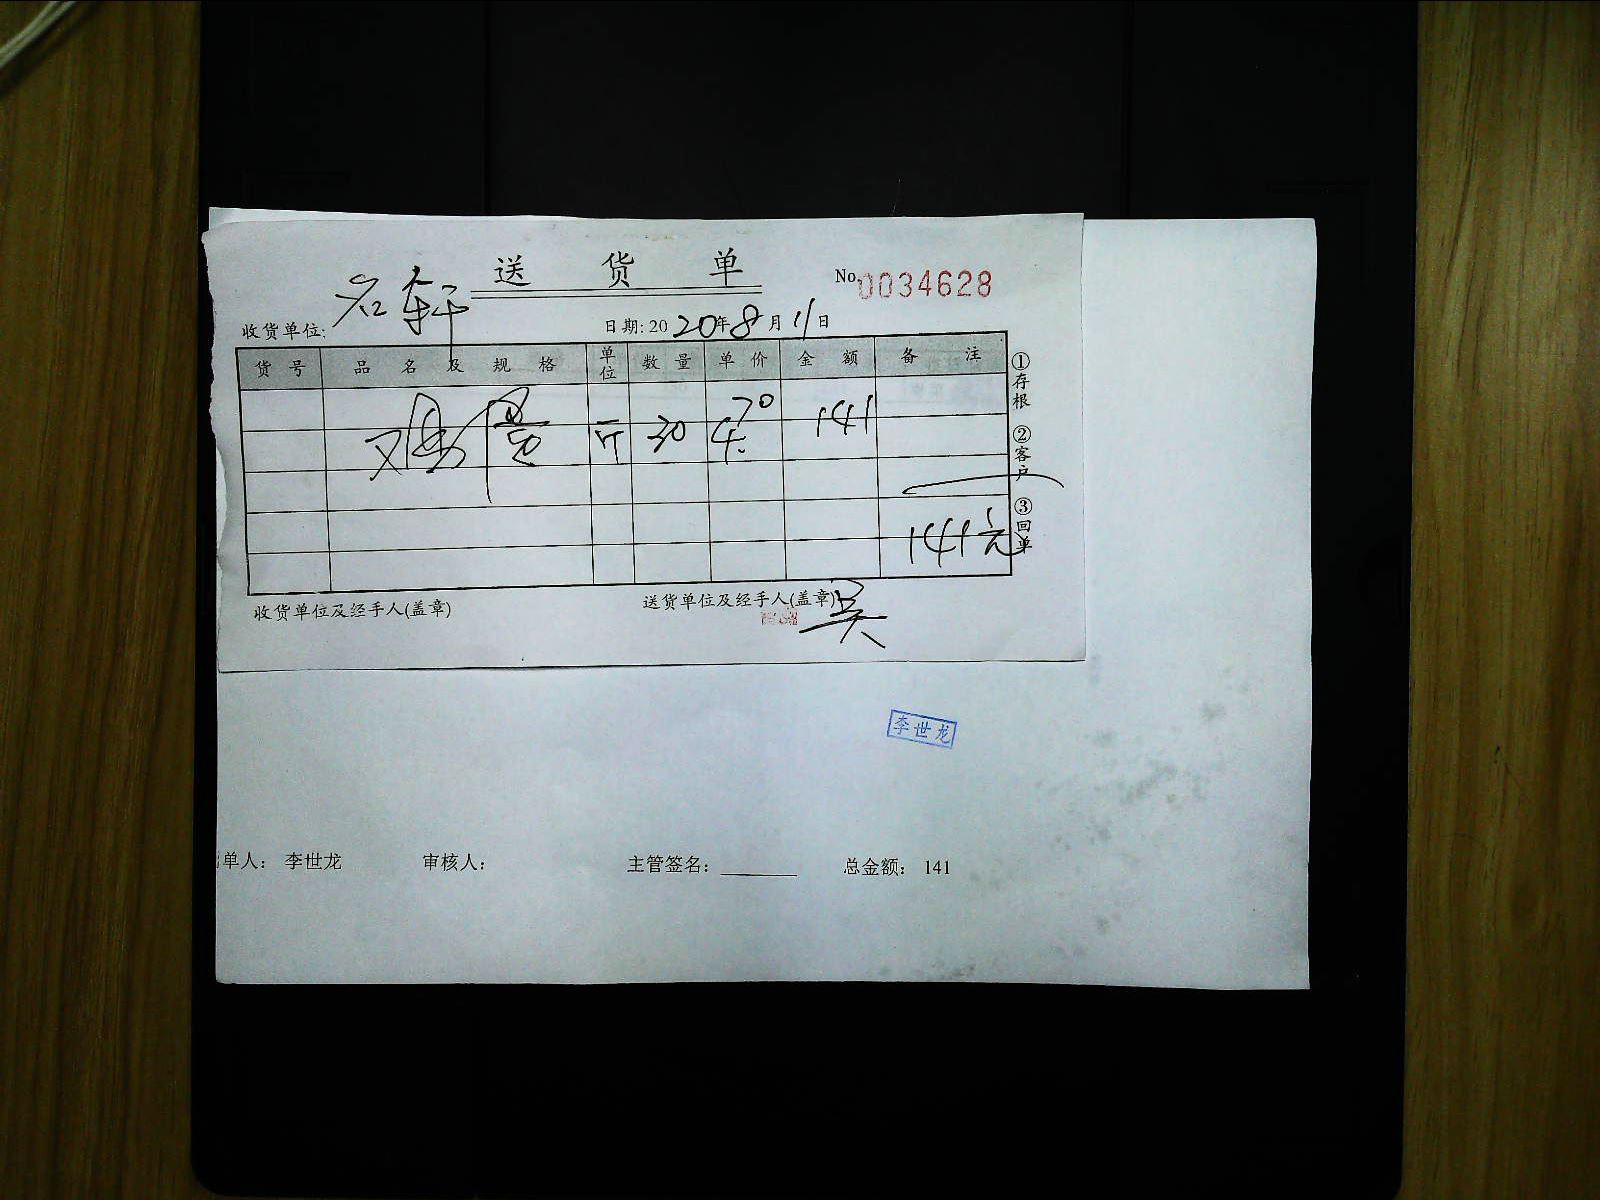 送货单
No.0034628
收货单位: 名轩
日期: 2020年8月11日
货号 品名及规格 单位 数量 单价 金额 备注
斤 30 4.70 141
141元
①存根 ②客户 ③回单
收货单位及经手人(盖章) 送货单位及经手人(盖章) 吴
李世龙
单人： 李世龙 审核人： 主管签名： 总金额： 141